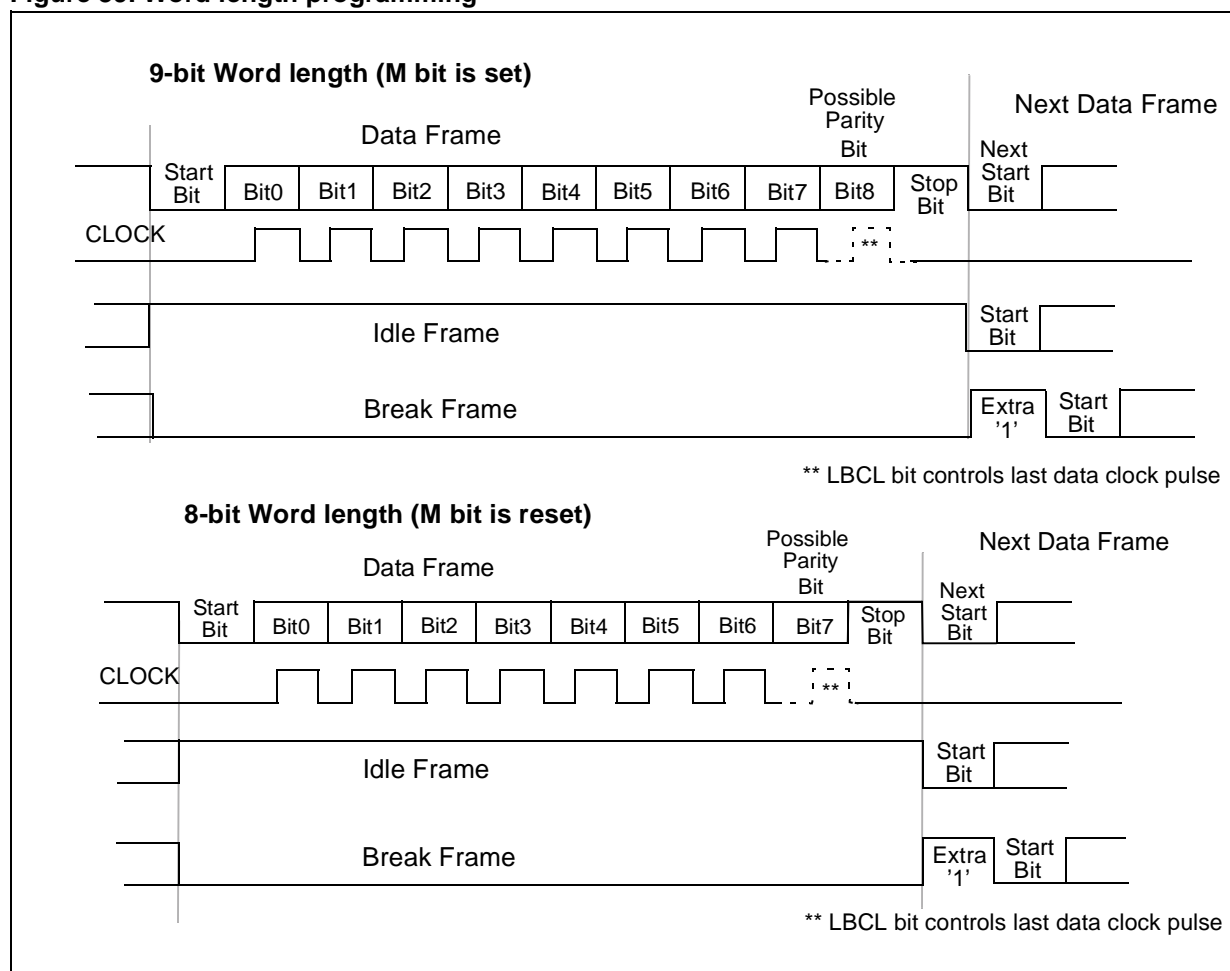 9-bit Word length (M bit is set)
Possible
Parity
Bit
Next Data Frame
Data Frame
Start
Bit
Bit0
Bit1
Bit2
Bit3
Bit4
Bit5
Bit6
Bit7
Bit8
Stop
Bit
Next
Start
Bit
CLOCK
**
Idle Frame
Start
Bit
Break Frame
Extra
'1'
Start
Bit
** LBCL bit controls last data clock pulse
8-bit Word length (M bit is reset)
Possible
Parity
Bit
Next Data Frame
Data Frame
Start
Bit
Bit0
Bit1
Bit2
Bit3
Bit4
Bit5
Bit6
Bit7
Stop
Bit
Next
Start
Bit
CLOCK
**
Idle Frame
Start
Bit
Break Frame
Extra
'1'
Start
Bit
** LBCL bit controls last data clock pulse